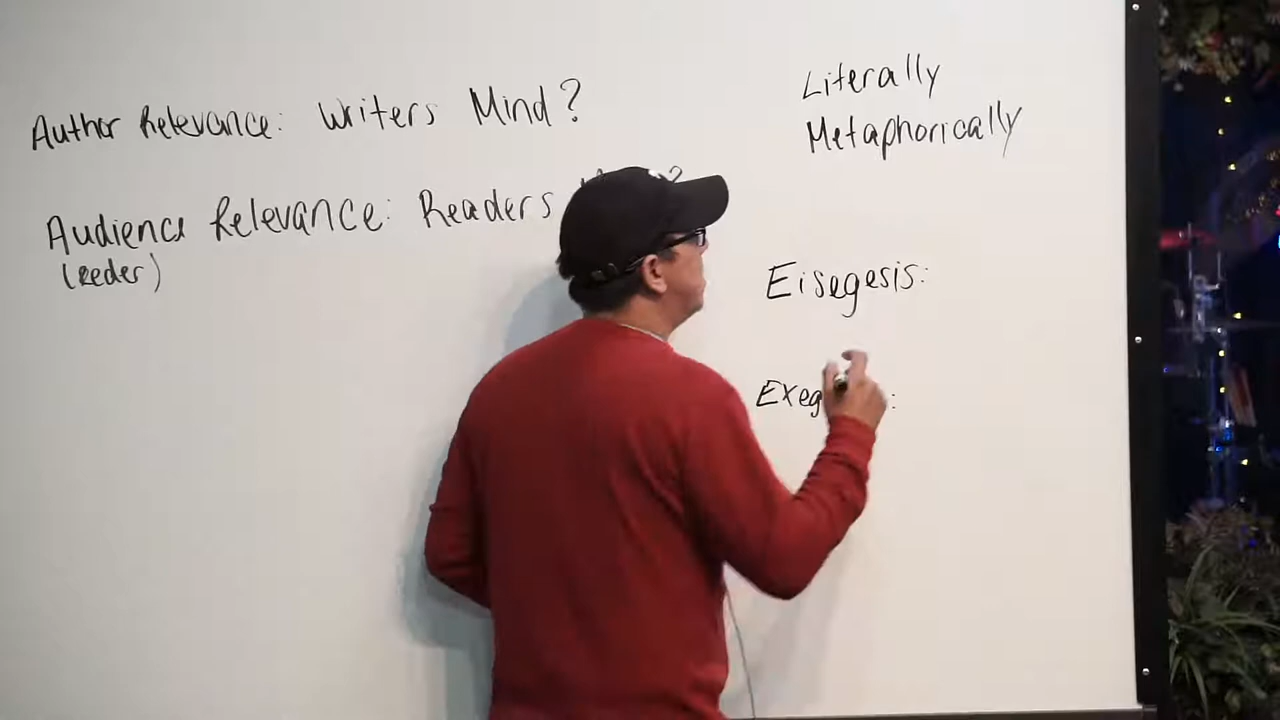 Author Relevance: Writers Mind?
Audience Relevance: Readers ?
(reeder)
Literally
Metaphorically
Eisegesis:
Exeg :